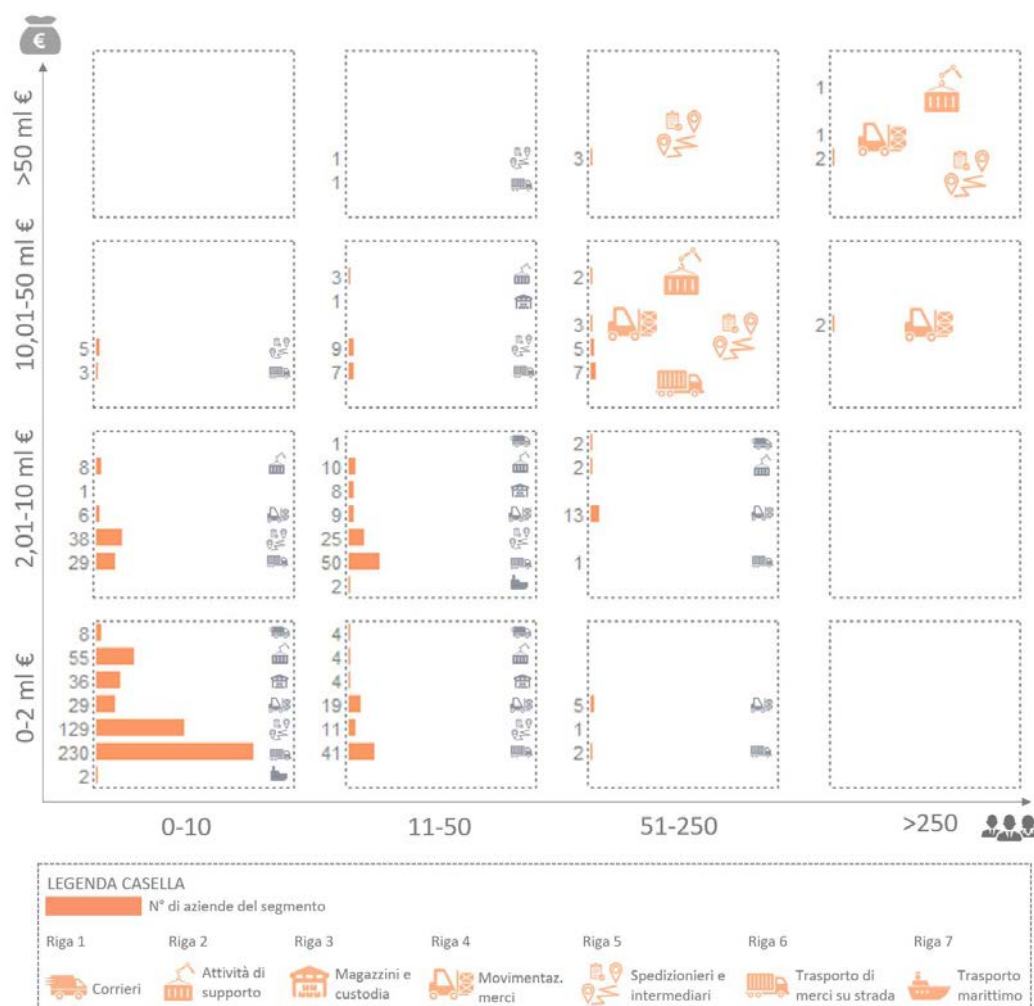 €
>50 ml €
1
1
3
1
1
2
10,01-50 ml €
5
3
3
1
9
7
2
3
5
7
2
2,01-10 ml €
8
1
6
38
29
1
10
8
9
25
50
2
2
2
13
1
0-2 ml €
8
55
36
29
129
230
2
4
4
4
19
11
41
5
1
2
0-10
11-50
51-250
>250
LEGENDA CASELLA
N° di aziende del segmento
Riga 1
Riga 2
Riga 3
Riga 4
Riga 5
Riga 6
Riga 7
Corrieri
Attività di
supporto
Magazzini e
custodia
Movimentaz.
merci
Spedizionieri e
intermediari
Trasporto di
merci su strada
Trasporto
marittimo